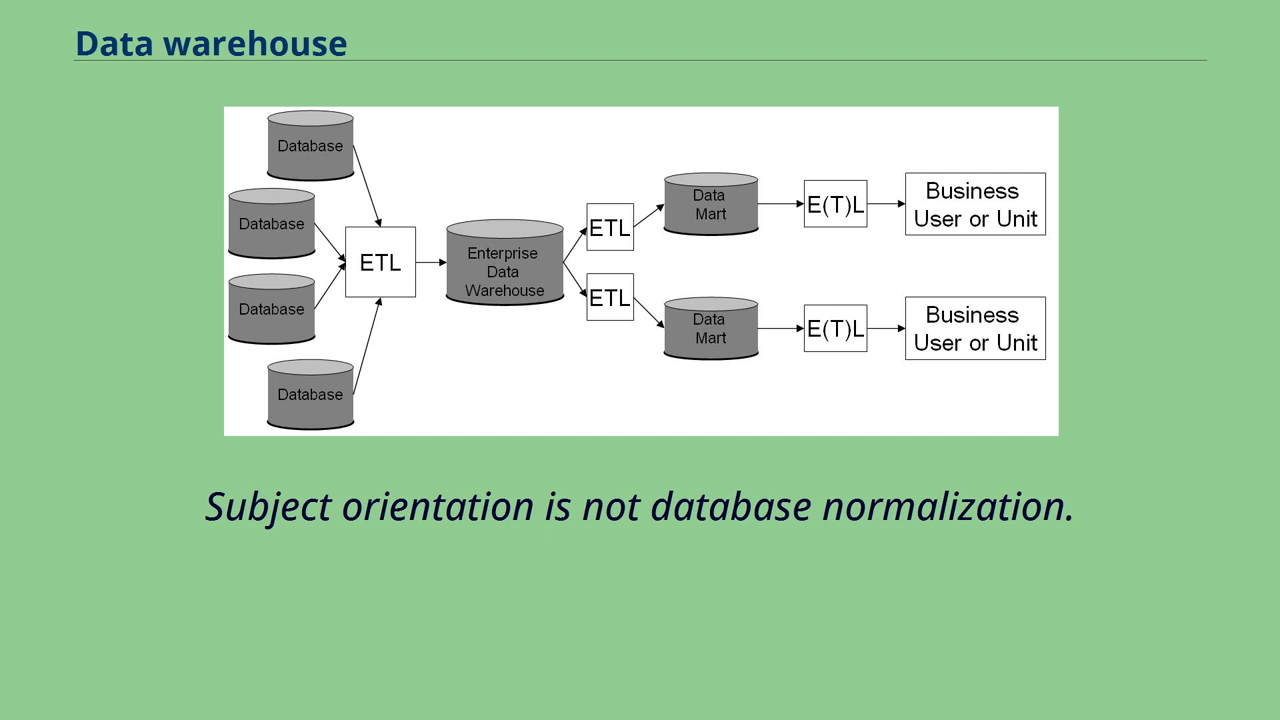 Data warehouse
Database
Database
Database
Database
ETL
Enterprise
Data
Warehouse
ETL
ETL
Data
Mart
Data
Mart
E(T)L
E(T)L
Business
User or Unit
Business
User or Unit
Subject orientation is not database normalization.